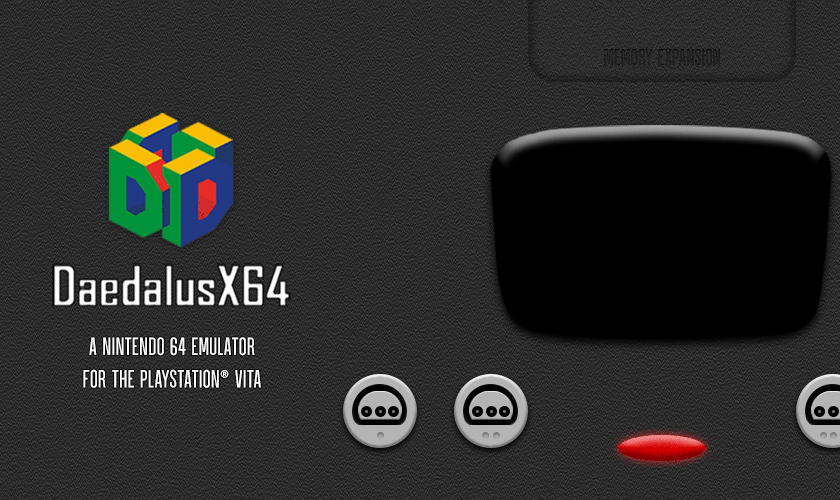 MEMORY EXPANSION
DaedalusX64
A NINTENDO 64 EMULATOR
FOR THE PLAYSTATION® VITA